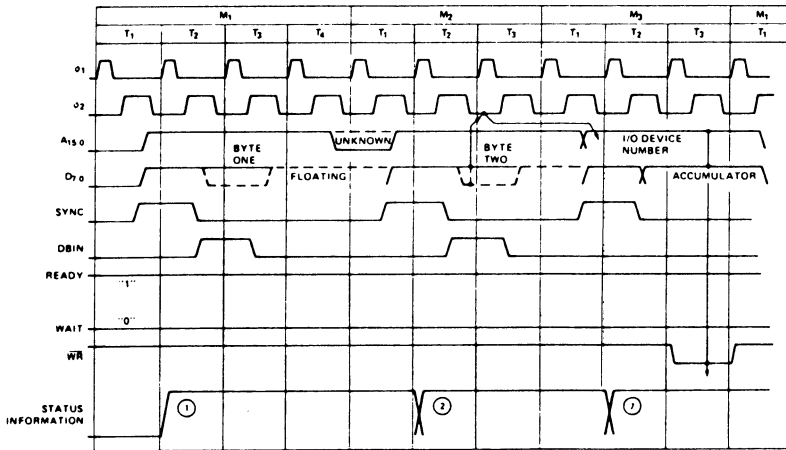 M1 M2 M3 M1
T1 T2 T3 T4 T1 T2 T3 T1 T2 T3 T1
ø1
ø2
A15·0
BYTE ONE
UNKNOWN
BYTE TWO
I/O DEVICE NUMBER
D7·0
FLOATING
ACCUMULATOR
SYNC
DBIN
READY
"1"
WAIT
"0"
WR
STATUS INFORMATION
1 2 7